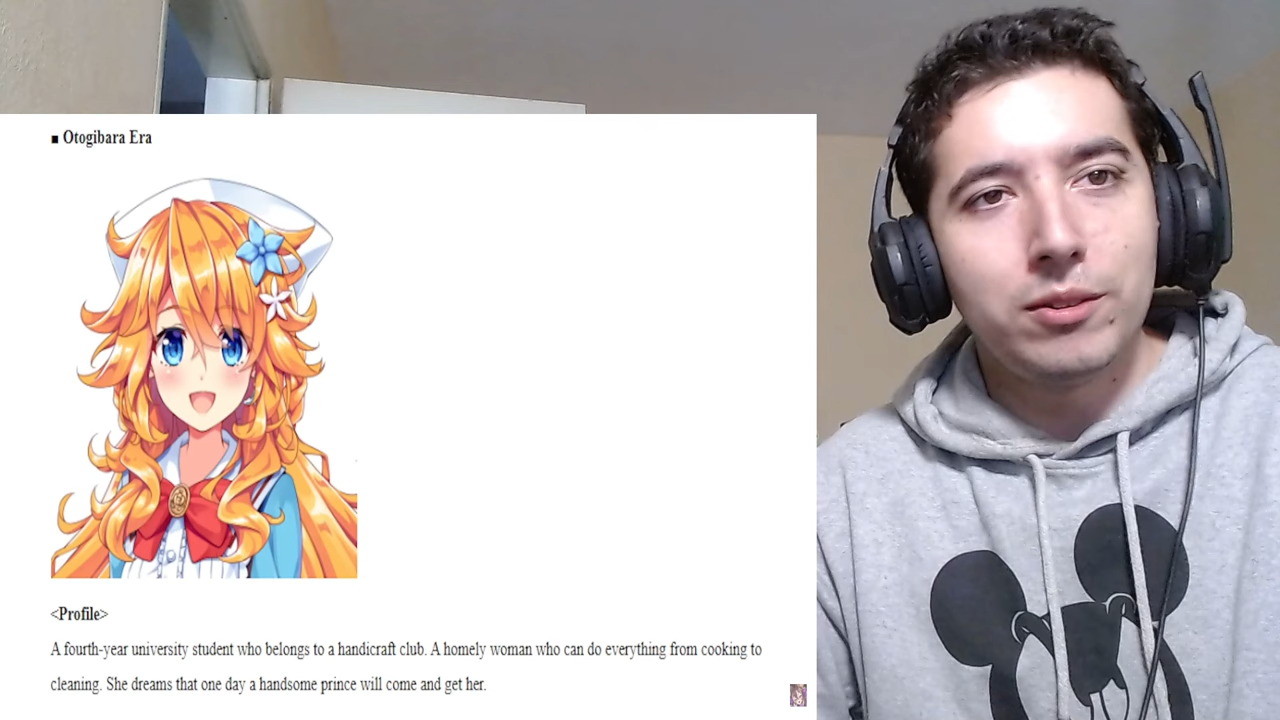 ■ Otogibara Era
<Profile>
A fourth-year university student who belongs to a handicraft club. A homely woman who can do everything from cooking to
cleaning. She dreams that one day a handsome prince will come and get her.